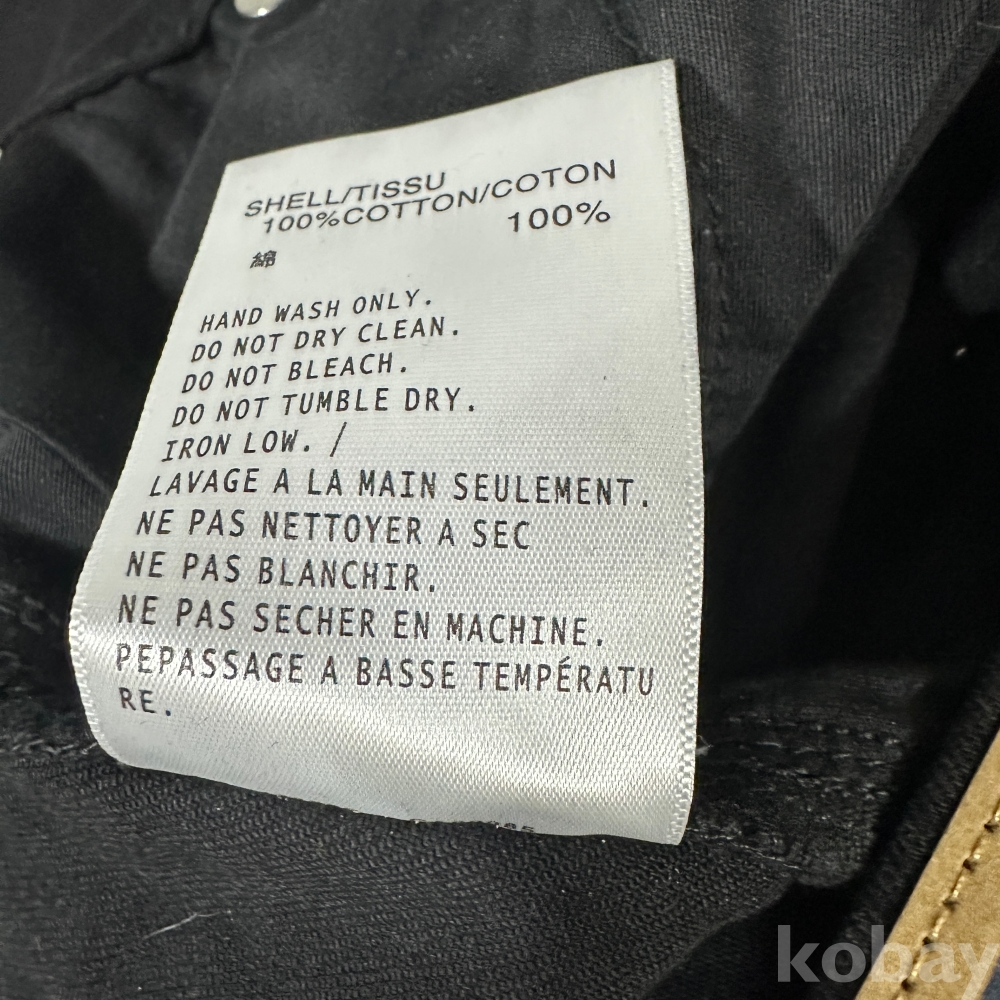 SHELL/TISSU
100%COTTON/COTON
100%
綿
HAND WASH ONLY.
DO NOT DRY CLEAN.
DO NOT BLEACH.
DO NOT TUMBLE DRY.
IRON LOW. /
LAVAGE A LA MAIN SEULEMENT.
NE PAS NETTOYER A SEC
NE PAS BLANCHIR.
NE PAS SECHER EN MACHINE.
PEPASSAGE A BASSE TEMPÉRATU
RE.
kobay